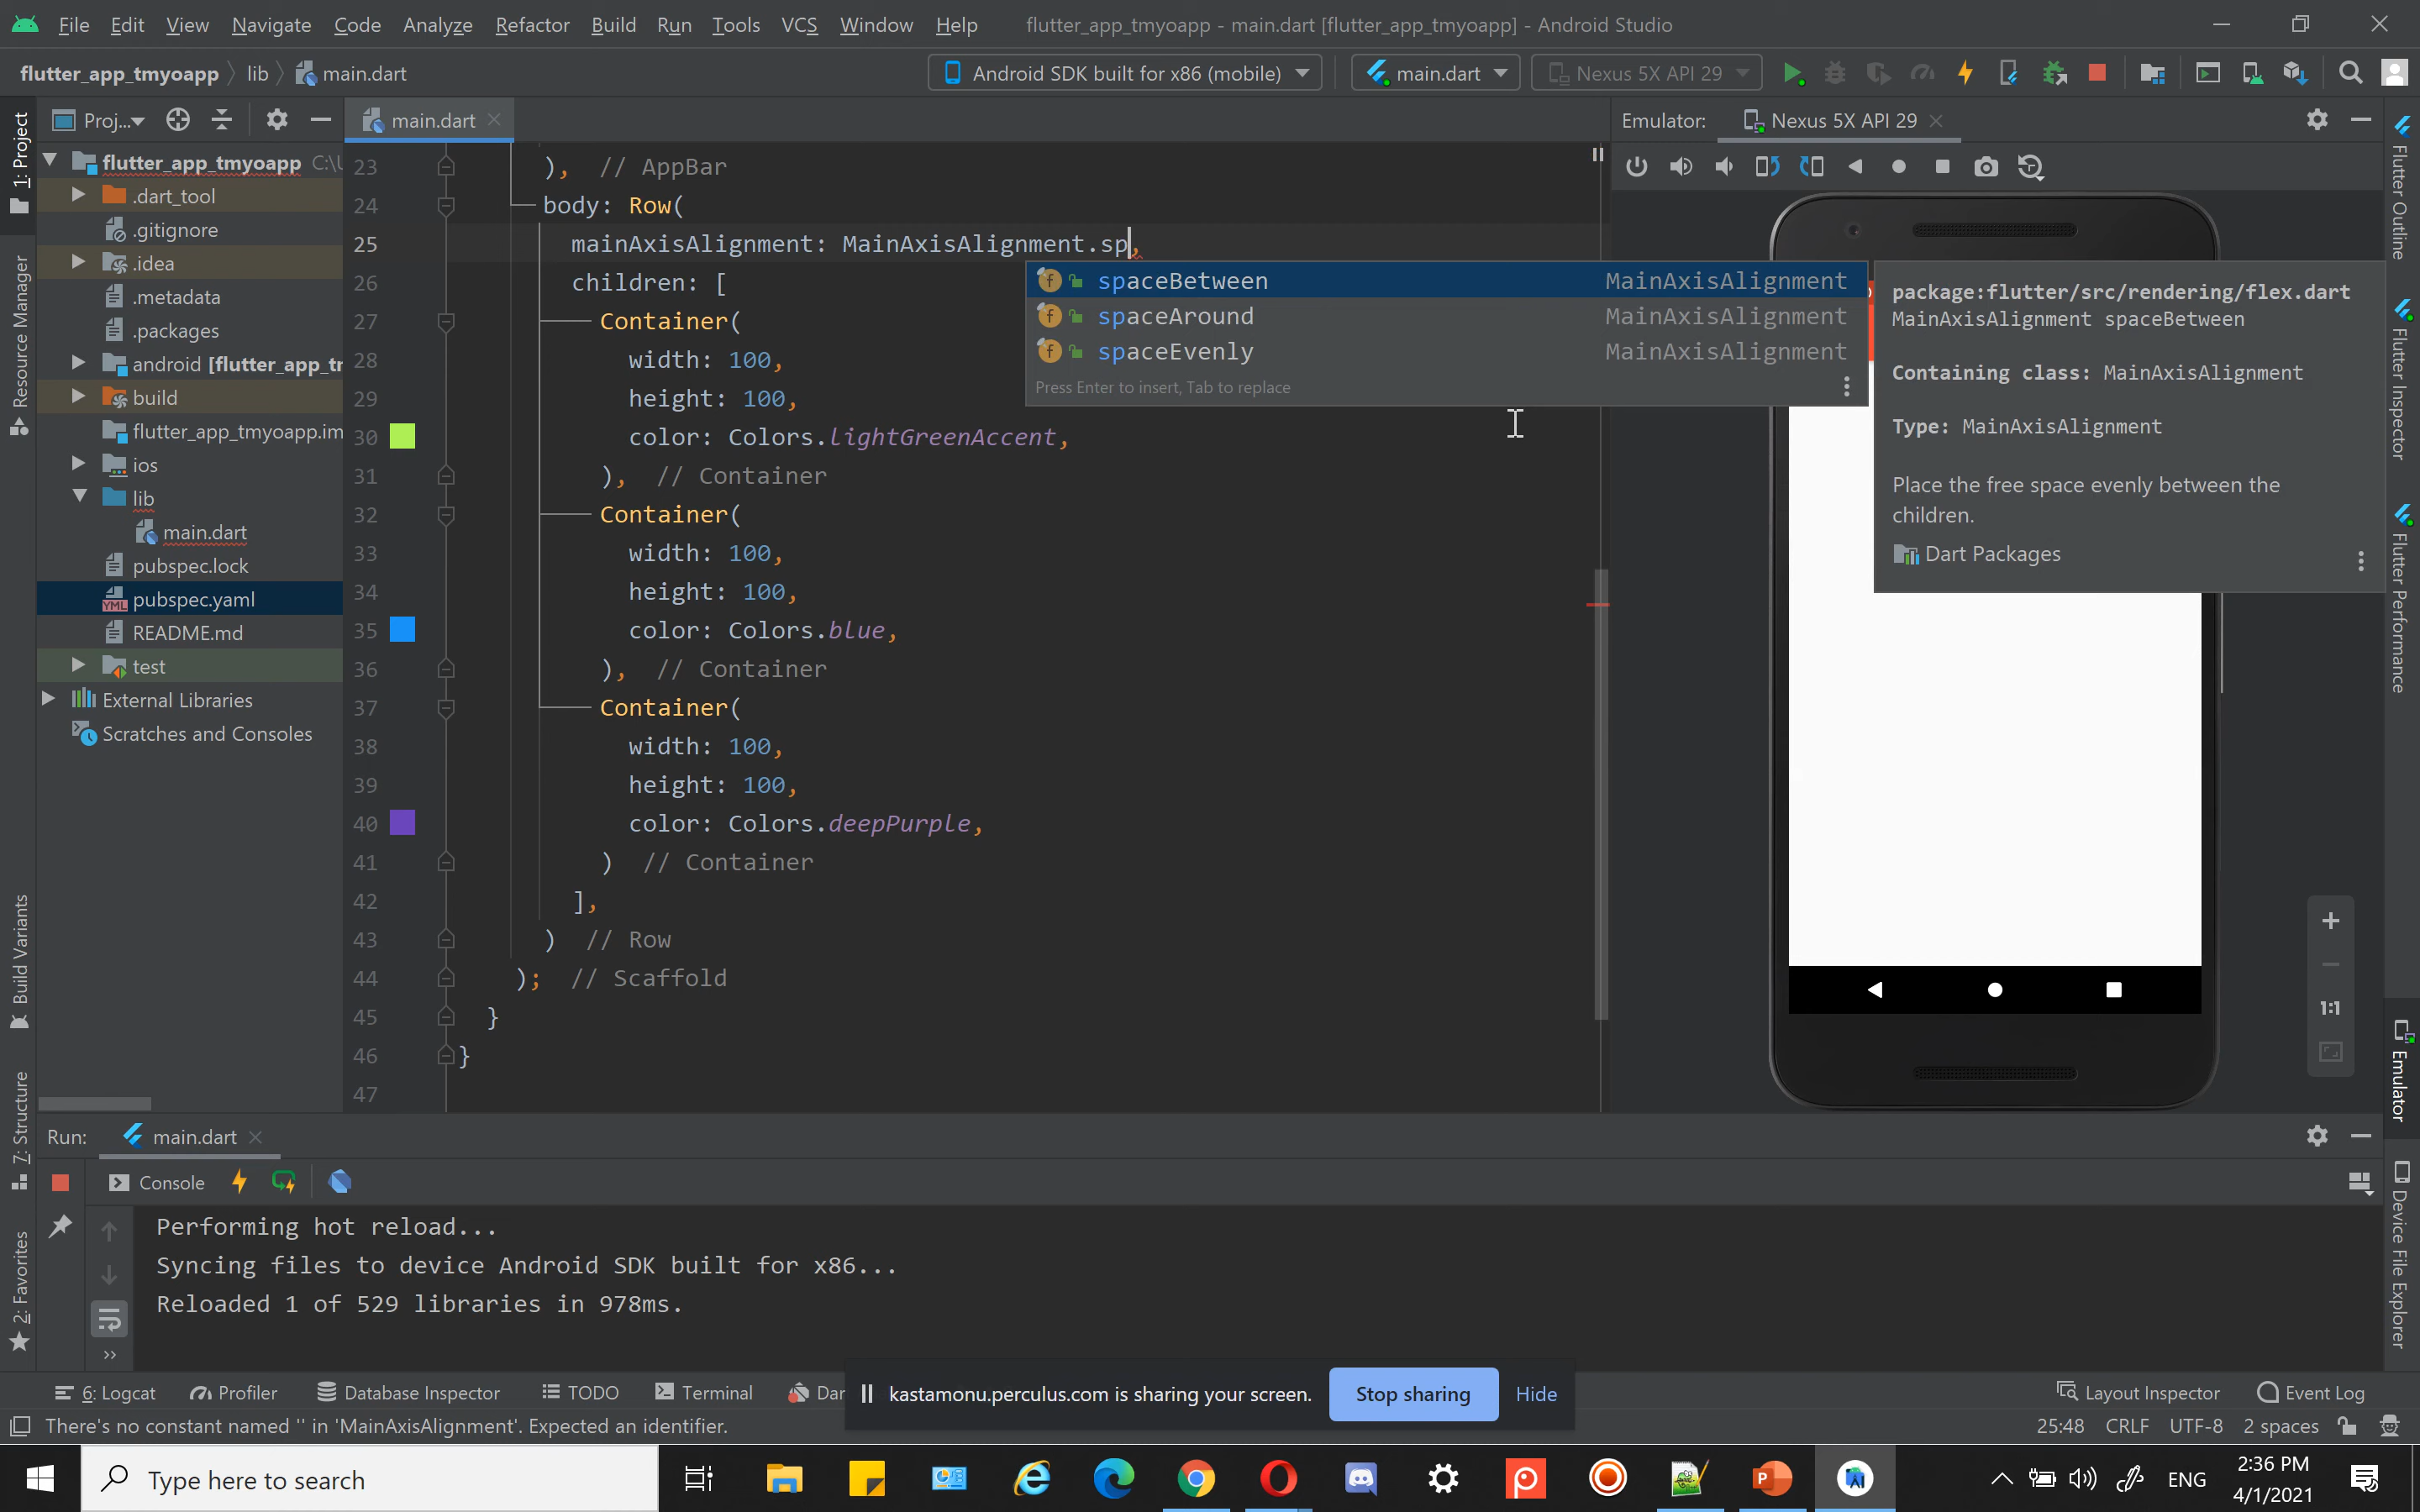 File Edit View Navigate Code Analyze Refactor Build Run Tools VCS Window Help flutter_app_tmyoapp - main.dart [flutter_app_tmyoapp] - Android Studio
flutter_app_tmyoapp lib main.dart Android SDK built for x86 (mobile) main.dart Nexus 5X API 29
Proj... main.dart Emulator: Nexus 5X API 29
1: Project
Resource Manager
Build Variants
7: Structure
2: Favorites
flutter_app_tmyoapp C:\U
.dart_tool
.gitignore
.idea
.metadata
.packages
android [flutter_app_tr
build
flutter_app_tmyoapp.im
ios
lib
main.dart
pubspec.lock
YML pubspec.yaml
README.md
test
External Libraries
Scratches and Consoles
23 ), // AppBar
24 body: Row(
25 mainAxisAlignment: MainAxisAlignment.sp,
26 children: [
27 Container(
28 width: 100,
29 height: 100,
30 color: Colors.lightGreenAccent,
31 ), // Container
32 Container(
33 width: 100,
34 height: 100,
35 color: Colors.blue,
36 ), // Container
37 Container(
38 width: 100,
39 height: 100,
40 color: Colors.deepPurple,
41 ) // Container
42 ],
43 ) // Row
44 ); // Scaffold
45 }
46 }
47
spaceBetween MainAxisAlignment
spaceAround MainAxisAlignment
spaceEvenly MainAxisAlignment
Press Enter to insert, Tab to replace
package:flutter/src/rendering/flex.dart
MainAxisAlignment spaceBetween
Containing class: MainAxisAlignment
Type: MainAxisAlignment
Place the free space evenly between the
children.
Dart Packages
1:1
Flutter Outline
Flutter Inspector
Flutter Performance
Emulator
Device File Explorer
Run: main.dart
Console
Performing hot reload...
Syncing files to device Android SDK built for x86...
Reloaded 1 of 529 libraries in 978ms.
6: Logcat Profiler Database Inspector TODO Terminal Dar Layout Inspector Event Log
kastamonu.perculus.com is sharing your screen. Stop sharing Hide
There's no constant named '' in 'MainAxisAlignment'. Expected an identifier. 25:48 CRLF UTF-8 2 spaces
Type here to search ENG 2:36 PM
4/1/2021